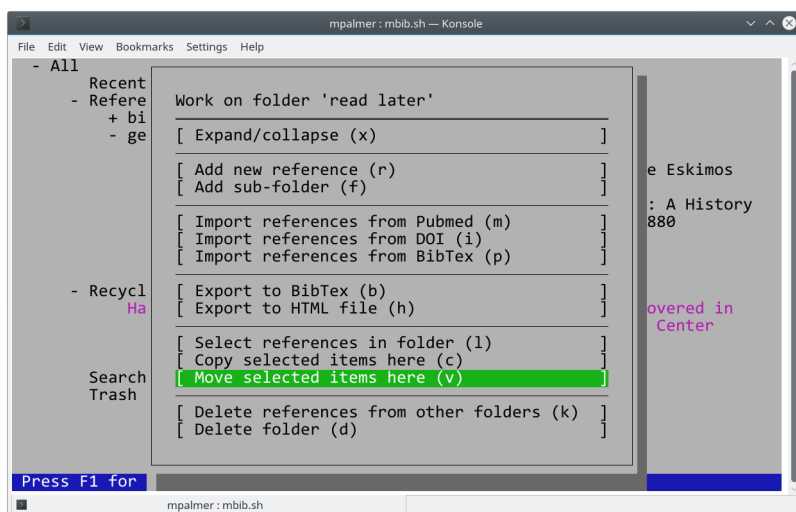 mpalmer : mbib.sh — Konsole
File Edit View Bookmarks Settings Help
- All
Recent
- Refere
+ bi
- ge
Work on folder 'read later'
[ Expand/collapse (x) ]
[ Add new reference (r) ]
[ Add sub-folder (f) ]
[ Import references from Pubmed (m) ]
[ Import references from DOI (i) ]
[ Import references from BibTex (p) ]
[ Export to BibTex (b) ]
[ Export to HTML file (h) ]
[ Select references in folder (l) ]
[ Copy selected items here (c) ]
[ Move selected items here (v) ]
[ Delete references from other folders (k) ]
[ Delete folder (d) ]
e Eskimos
: A History
880
- Recycl
Ha
overed in
Center
Search
Trash
Press F1 for
mpalmer : mbib.sh